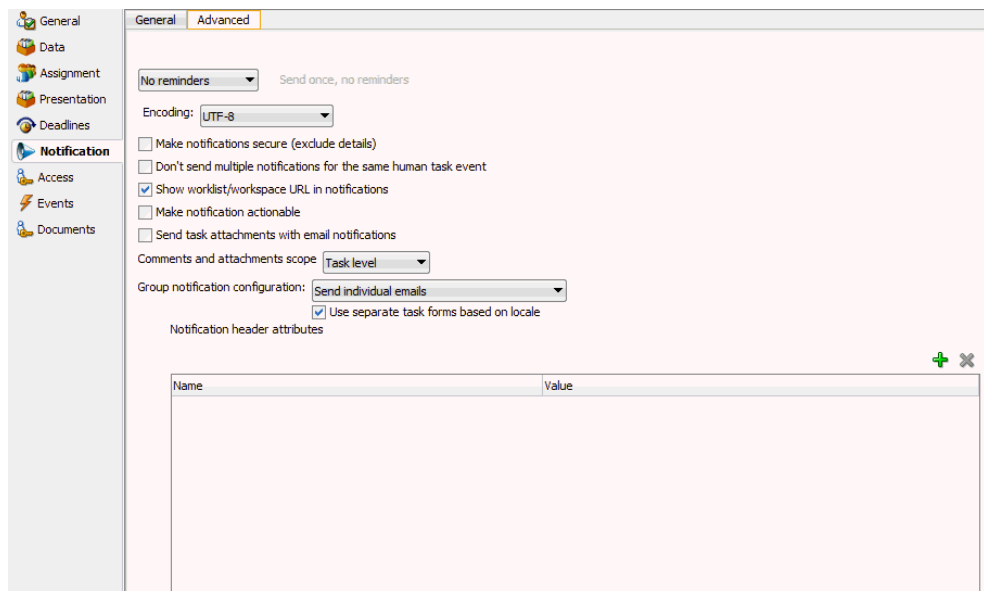 General
Data
Assignment
Presentation
Deadlines
Notification
Access
Events
Documents
General Advanced
No reminders Send once, no reminders
Encoding: UTF-8
Make notifications secure (exclude details)
Don't send multiple notifications for the same human task event
Show worklist/workspace URL in notifications
Make notification actionable
Send task attachments with email notifications
Comments and attachments scope Task level
Group notification configuration: Send individual emails
Use separate task forms based on locale
Notification header attributes
Name Value